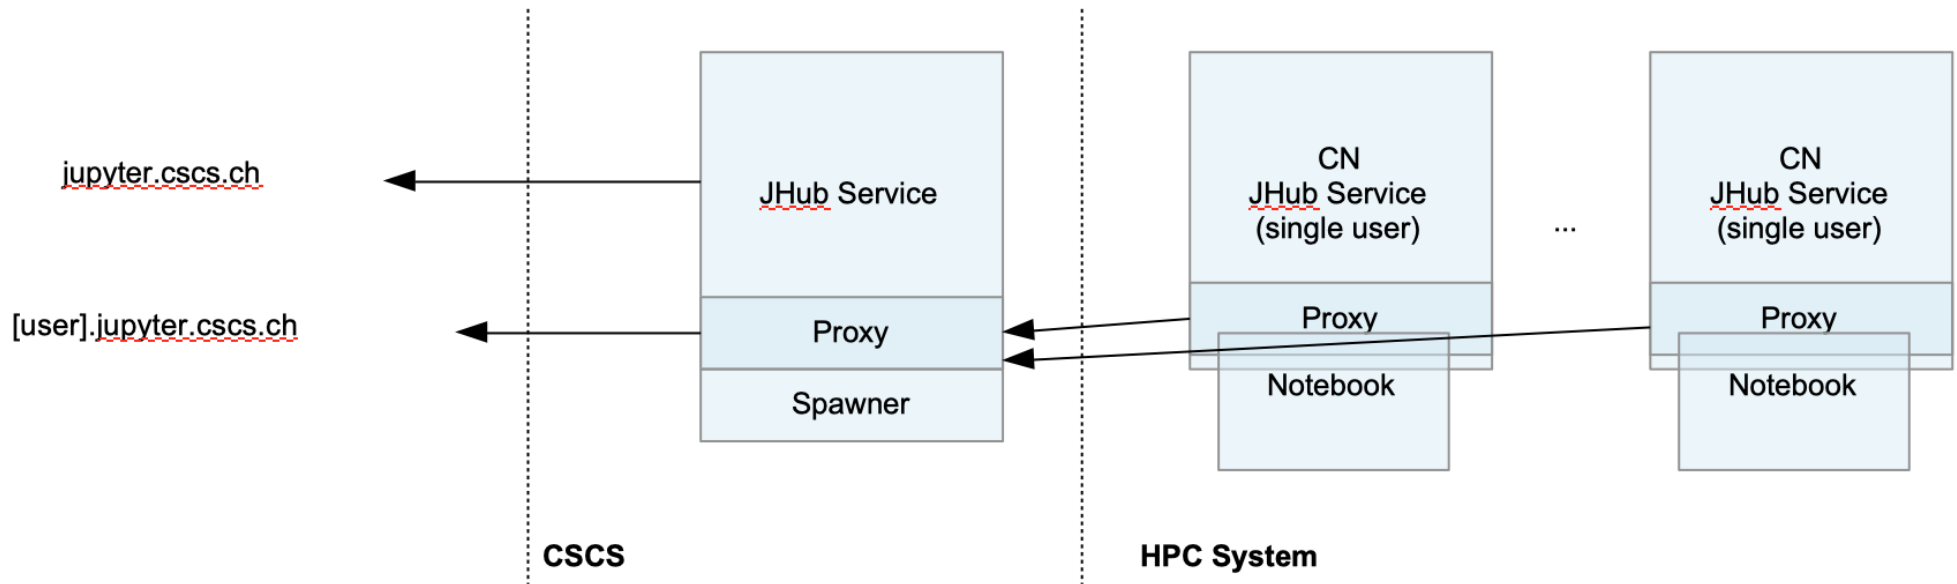 jupyter.cscs.ch
[user].jupyter.cscs.ch
JHub Service
Proxy
Spawner
CN
JHub Service
(single user)
Proxy
Notebook
...
CN
JHub Service
(single user)
Proxy
Notebook
CSCS
HPC System